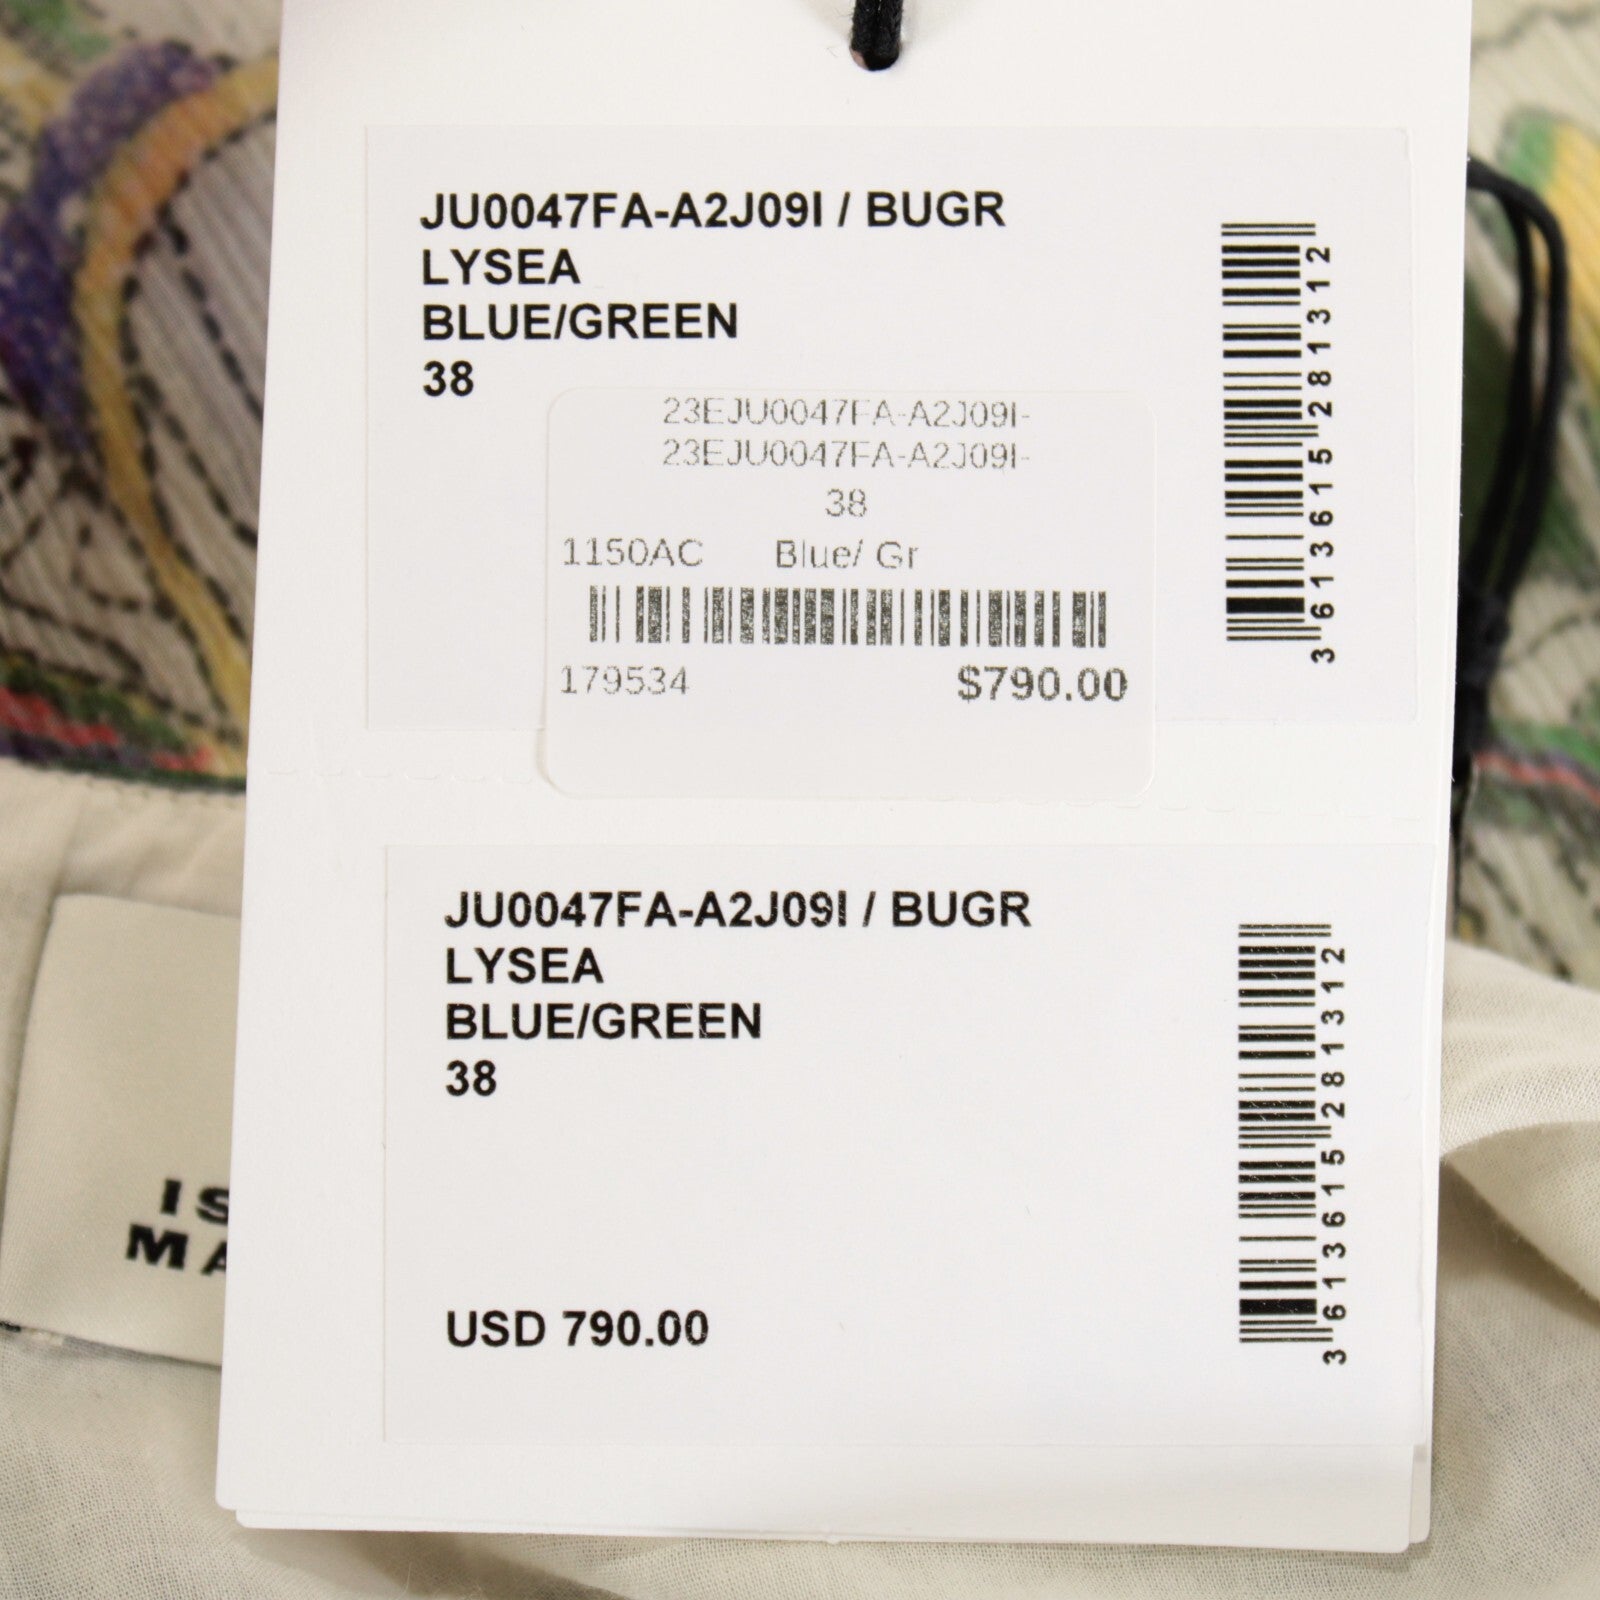 JU0047FA-A2J09I / BUGR
LYSEA
BLUE/GREEN
38
3613615281312
23EJU0047FA-A2J09I-
23EJU0047FA-A2J09I-
38
1150AC Blue/ Gr
179534 $790.00
JU0047FA-A2J09I / BUGR
LYSEA
BLUE/GREEN
38
USD 790.00
3613615281312
IS
MA